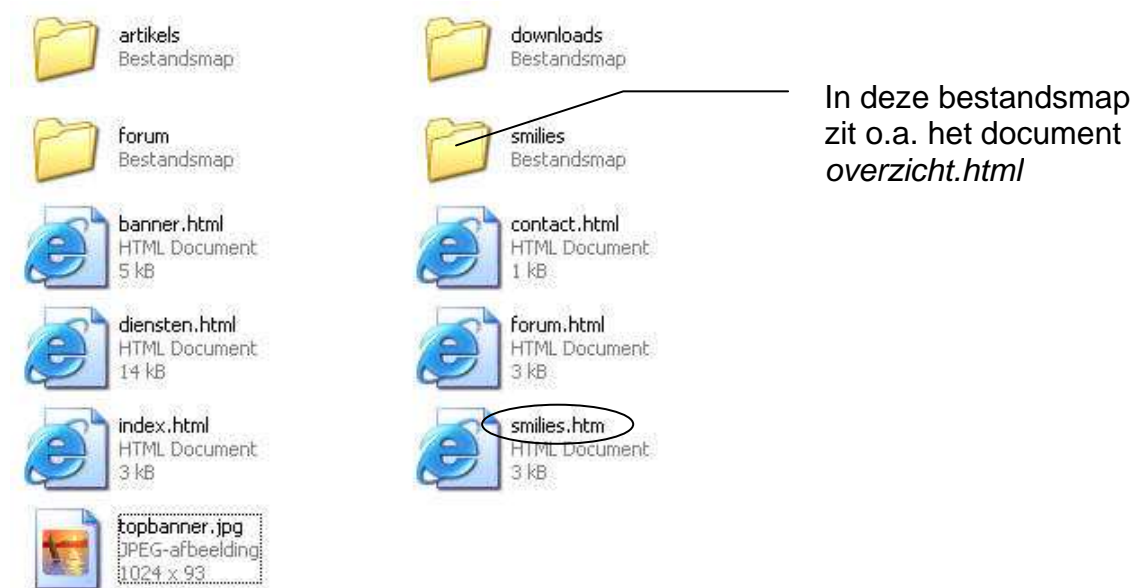 artikels
Bestandsmap
downloads
Bestandsmap
In deze bestandsmap
zit o.a. het document
overzicht.html
forum
Bestandsmap
smilies
Bestandsmap
banner.html
HTML Document
5 kB
contact.html
HTML Document
1 kB
diensten.html
HTML Document
14 kB
forum.html
HTML Document
3 kB
index.html
HTML Document
3 kB
smilies.htm
HTML Document
3 kB
topbanner.jpg
JPEG-afbeelding
1024 x 93